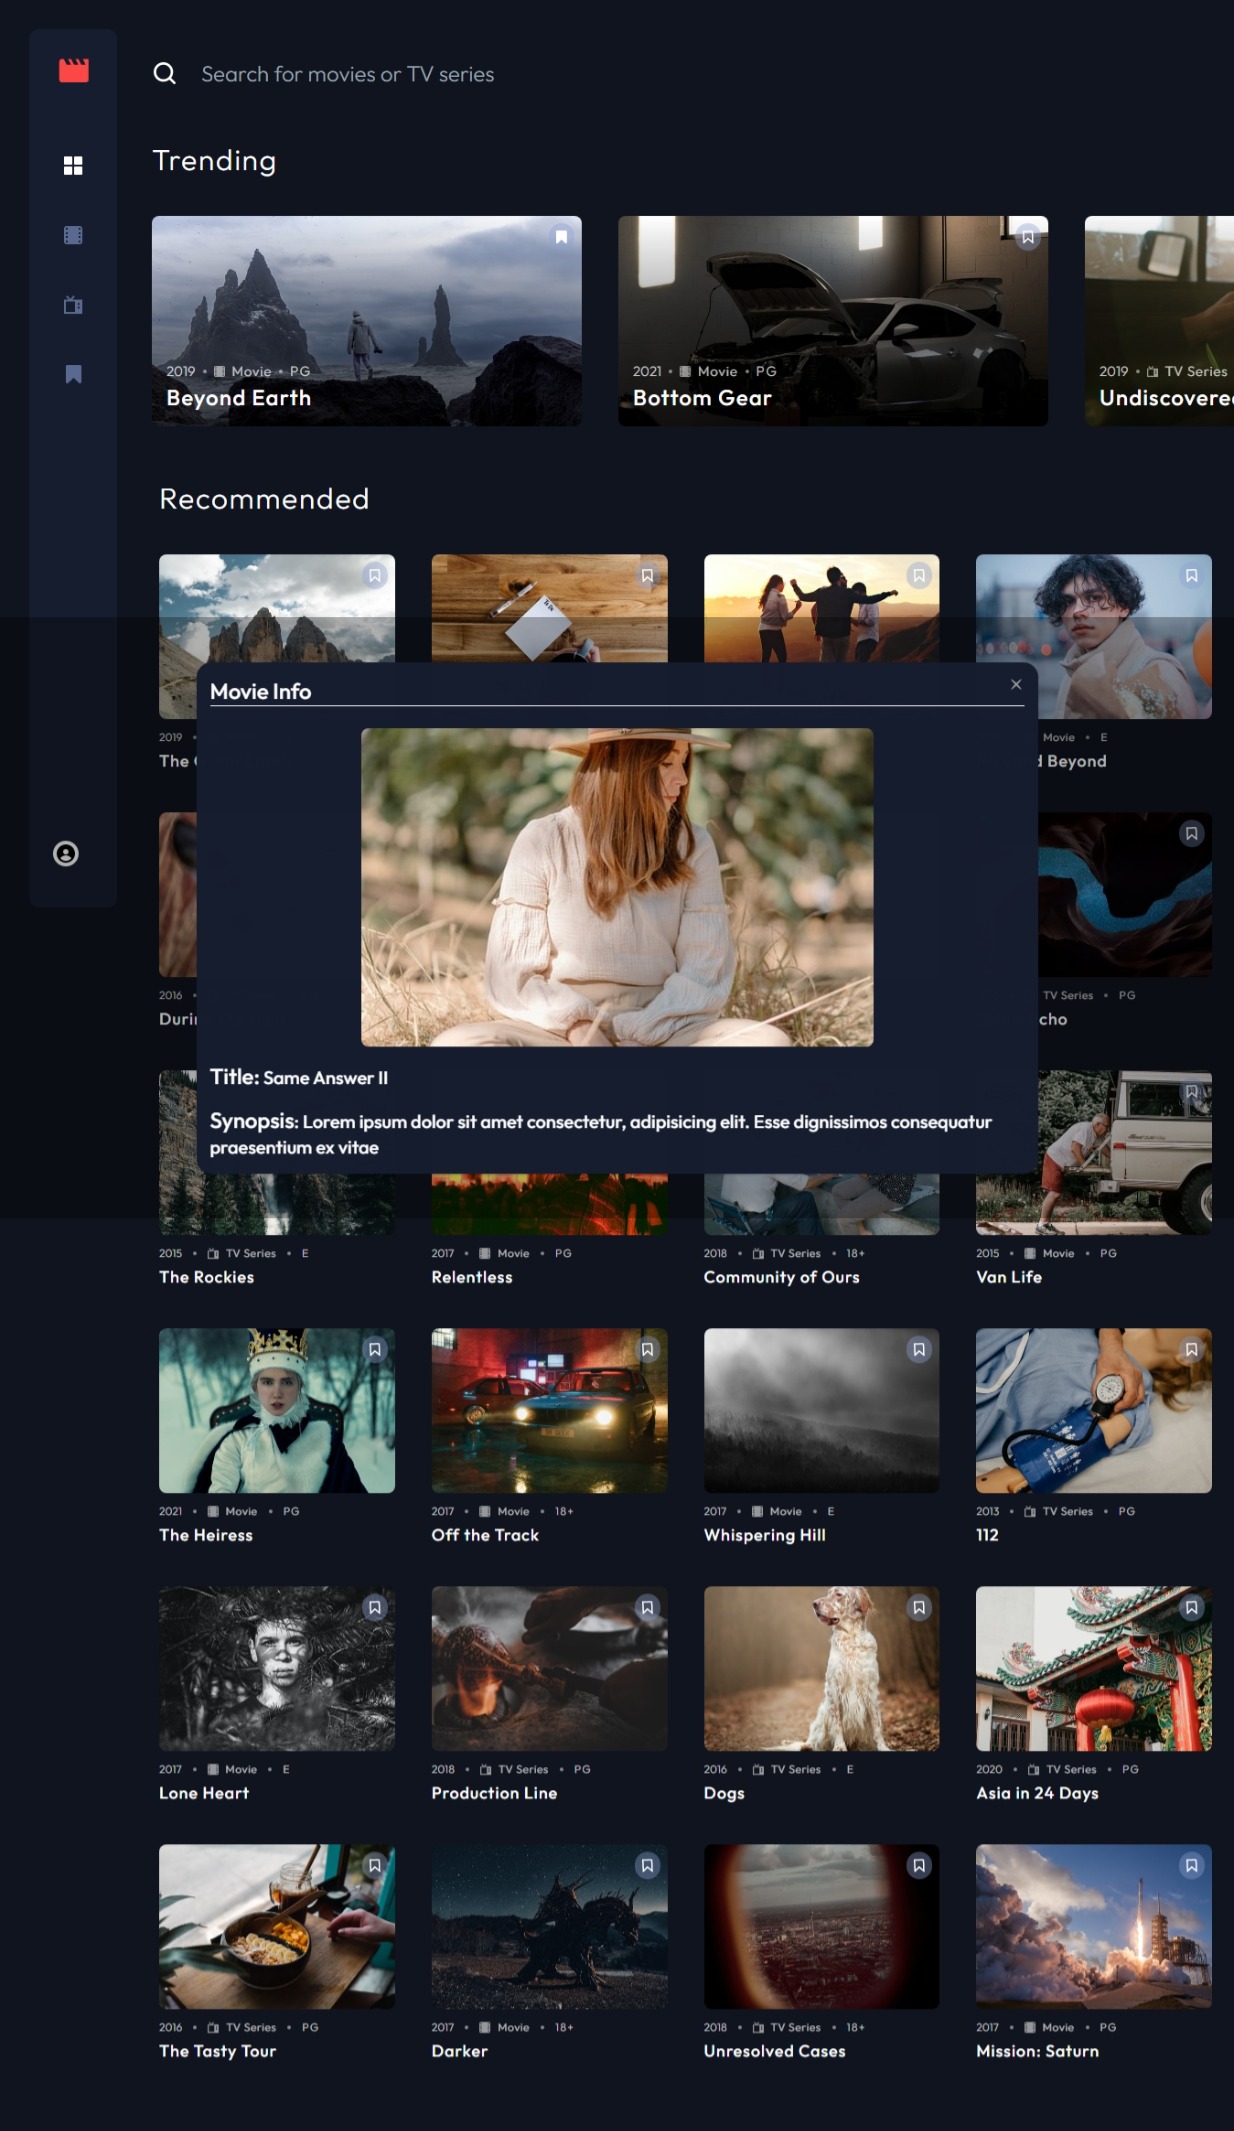 Search for movies or TV series
Trending
2019 • Movie • PG
Beyond Earth
2021 • Movie • PG
Bottom Gear
2019 • TV Series
Undiscovered
Recommended
2019 •
The
Movie • E
d Beyond
Movie Info
2016 •
Durin
TV Series • PG
cho
Title: Same Answer II
Synopsis: Lorem ipsum dolor sit amet consectetur, adipisicing elit. Esse dignissimos consequatur
praesentium ex vitae
2015 • TV Series • E
The Rockies
2017 • Movie • PG
Relentless
2018 • TV Series • 18+
Community of Ours
2015 • Movie • PG
Van Life
2021 • Movie • PG
The Heiress
2017 • Movie • 18+
Off the Track
2017 • Movie • E
Whispering Hill
2013 • TV Series • PG
112
2017 • Movie • E
Lone Heart
2018 • TV Series • PG
Production Line
2016 • TV Series • E
Dogs
2020 • TV Series • PG
Asia in 24 Days
2016 • TV Series • PG
The Tasty Tour
2017 • Movie • 18+
Darker
2018 • TV Series • 18+
Unresolved Cases
2017 • Movie • PG
Mission: Saturn